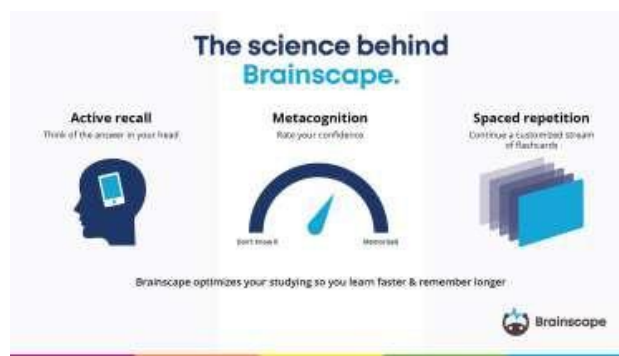 The science behind
Brainscape.
Active recall
Think of the answer in your head
Metacognition
Rate your confidence
Don't know it
Memorized
Spaced repetition
Continue a customized stream
of flashcards
Brainscape optimizes your studying so you learn faster & remember longer
Brainscape